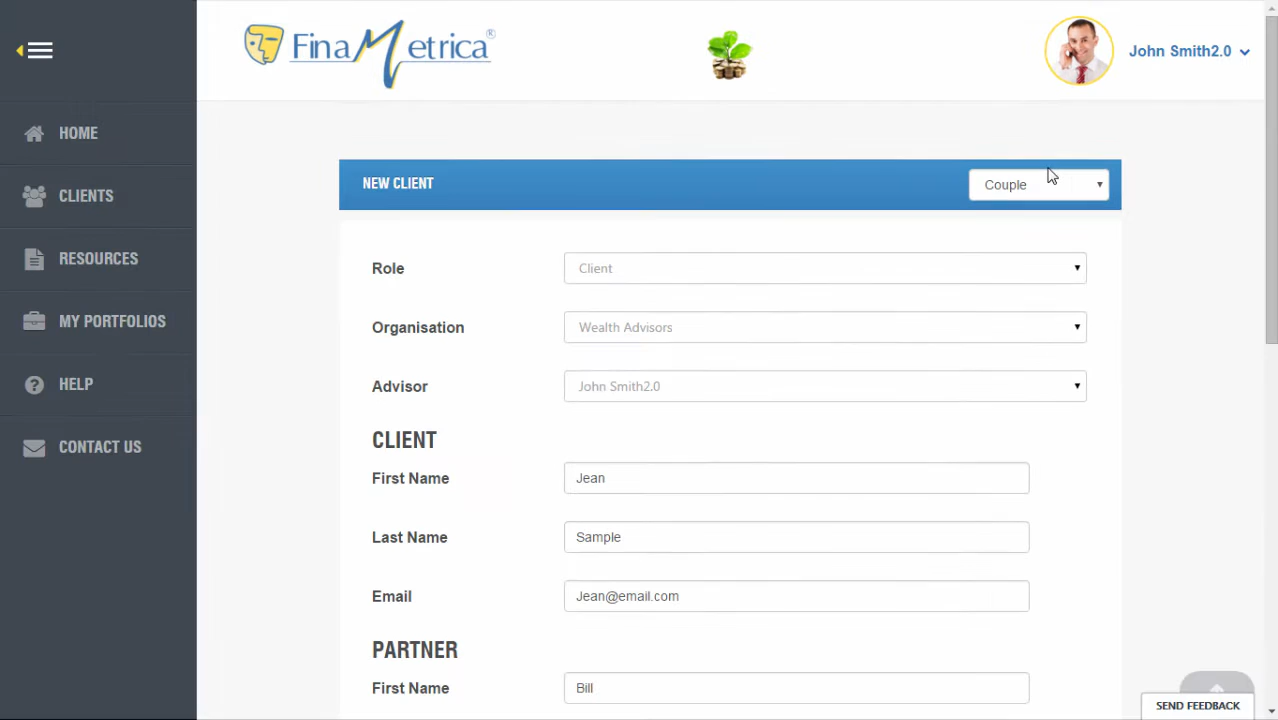 FinaMetrica®
John Smith2.0
HOME
CLIENTS
RESOURCES
MY PORTFOLIOS
HELP
CONTACT US
NEW CLIENT
Couple
Role
Client
Organisation
Wealth Advisors
Advisor
John Smith2.0
CLIENT
First Name
Jean
Last Name
Sample
Email
Jean@email.com
PARTNER
First Name
Bill
SEND FEEDBACK